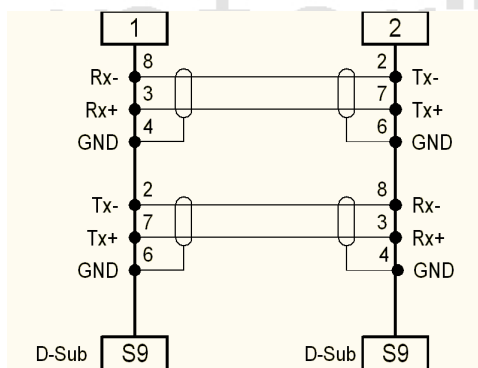 1 2
8 2
Rx- Tx-
3 7
Rx+ Tx+
4 6
GND GND
2 8
Tx- Rx-
7 3
Tx+ Rx+
6 4
GND GND
D-Sub S9 D-Sub S9